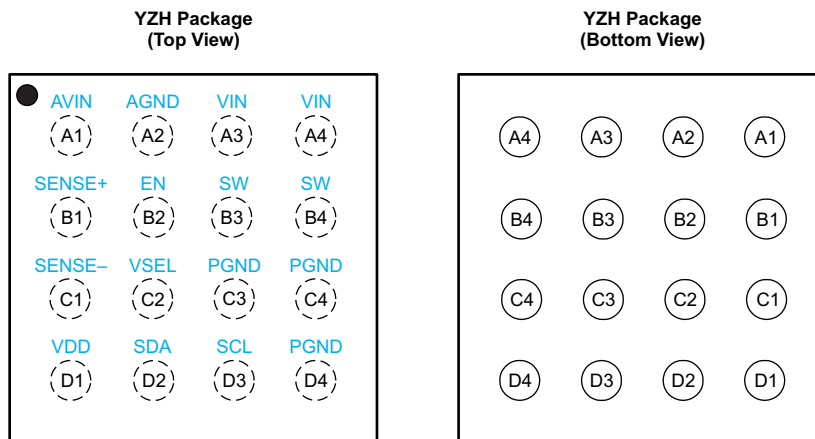 YZH Package
(Top View)
AVIN AGND VIN VIN
A1 A2 A3 A4
SENSE+ EN SW SW
B1 B2 B3 B4
SENSE– VSEL PGND PGND
C1 C2 C3 C4
VDD SDA SCL PGND
D1 D2 D3 D4
YZH Package
(Bottom View)
A4 A3 A2 A1
B4 B3 B2 B1
C4 C3 C2 C1
D4 D3 D2 D1